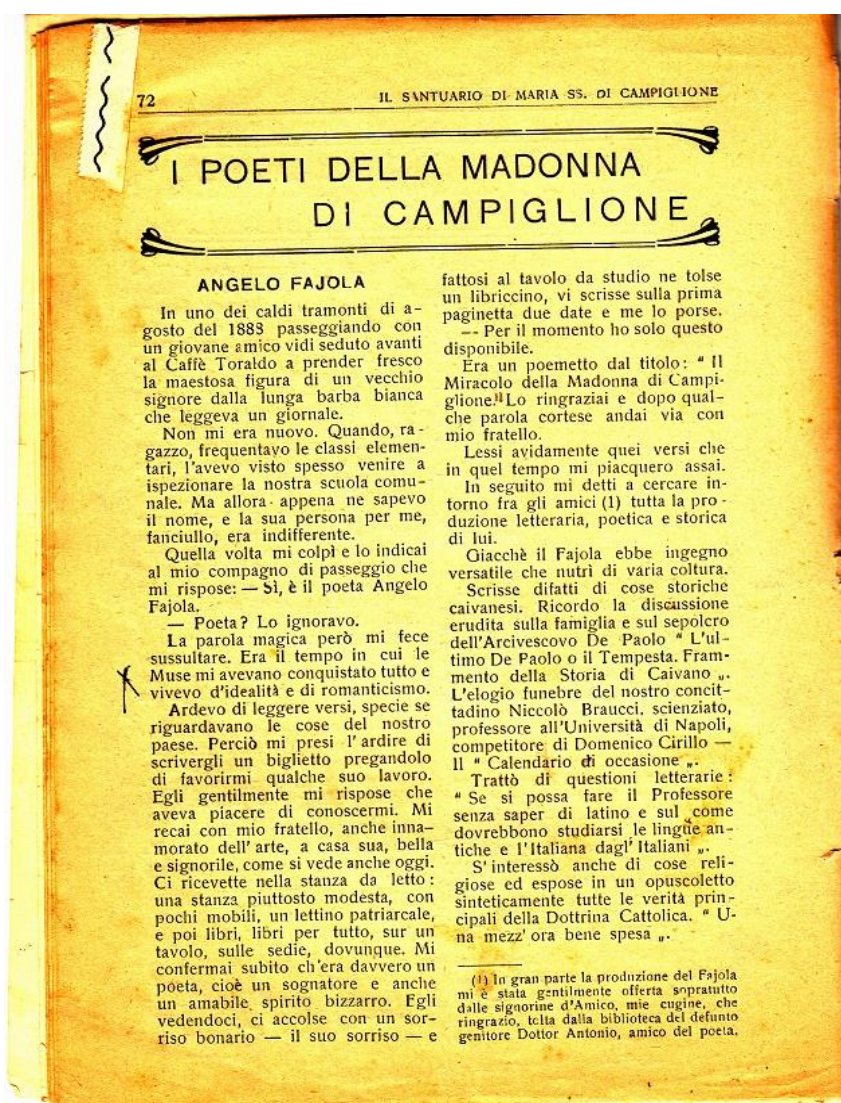 72
IL SANTUARIO DI MARIA SS. DI CAMPIGLIONE
I POETI DELLA MADONNA
DI CAMPIGLIONE
ANGELO FAJOLA
In uno dei caldi tramonti di a-
gosto del 1888 passeggiando con
un giovane amico vidi seduto avanti
al Caffè Toraldo a prender fresco
la maestosa figura di un vecchio
signore dalla lunga barba bianca
che leggeva un giornale.
Non mi era nuovo. Quando, ra-
gazzo, frequentavo le classi elemen-
tari, l'avevo visto spesso venire a
ispezionare la nostra scuola comu-
nale. Ma allora appena ne sapevo
il nome, e la sua persona per me,
fanciullo, era indifferente.
Quella volta mi colpì e lo indicai
al mio compagno di passeggio che
mi rispose: — Sì, è il poeta Angelo
Fajola.
— Poeta? Lo ignoravo.
La parola magica però mi fece
sussultare. Era il tempo in cui le
Muse mi avevano conquistato tutto e
vivevo d'idealità e di romanticismo.
Ardevo di leggere versi, specie se
riguardavano le cose del nostro
paese. Perciò mi presi l'ardire di
scrivergli un biglietto pregandolo
di favorirmi qualche suo lavoro.
Egli gentilmente mi rispose che
aveva piacere di conoscermi. Mi
recai con mio fratello, anche inna-
morato dell'arte, a casa sua, bella
e signorile, come si vede anche oggi.
Ci ricevette nella stanza da letto:
una stanza piuttosto modesta, con
pochi mobili, un lettino patriarcale,
e poi libri, libri per tutto, sur un
tavolo, sulle sedie, dovunque. Mi
confermai subito ch'era davvero un
poeta, cioè un sognatore e anche
un amabile spirito bizzarro. Egli
vedendoci, ci accolse con un sor-
riso bonario — il suo sorriso — e
fattosi al tavolo da studio ne tolse
un libriccino, vi scrisse sulla prima
paginetta due date e me lo porse.
— Per il momento ho solo questo
disponibile.
Era un poemetto dal titolo: " Il
Miracolo della Madonna di Campi-
glione.„ Lo ringraziai e dopo qual-
che parola cortese andai via con
mio fratello.
Lessi avidamente quei versi che
in quel tempo mi piacquero assai.
In seguito mi detti a cercare in-
torno fra gli amici (1) tutta la pro-
duzione letteraria, poetica e storica
di lui.
Giacchè il Fajola ebbe ingegno
versatile che nutrì di varia coltura.
Scrisse difatti di cose storiche
caivanesi. Ricordo la discussione
erudita sulla famiglia e sul sepolcro
dell'Arcivescovo De Paolo " L'ul-
timo De Paolo o il Tempesta. Fram-
mento della Storia di Caivano „.
L'elogio funebre del nostro concit-
tadino Niccolò Braucci, scienziato,
professore all'Università di Napoli,
competitore di Domenico Cirillo —
Il " Calendario di occasione „.
Trattò di questioni letterarie:
" Se si possa fare il Professore
senza saper di latino e sul come
dovrebbono studiarsi le lingue an-
tiche e l'Italiana dagl'Italiani „.
S'interessò anche di cose reli-
giose ed espose in un opuscoletto
sinteticamente tutte le verità prin-
cipali della Dottrina Cattolica. " U-
na mezz'ora bene spesa „.
(1) In gran parte la produzione del Fajola
mi è stata gentilmente offerta sopratutto
dalle signorine d'Amico, mie cugine, che
ringrazio, tolta dalla biblioteca del defunto
genitore Dottor Antonio, amico del poeta.